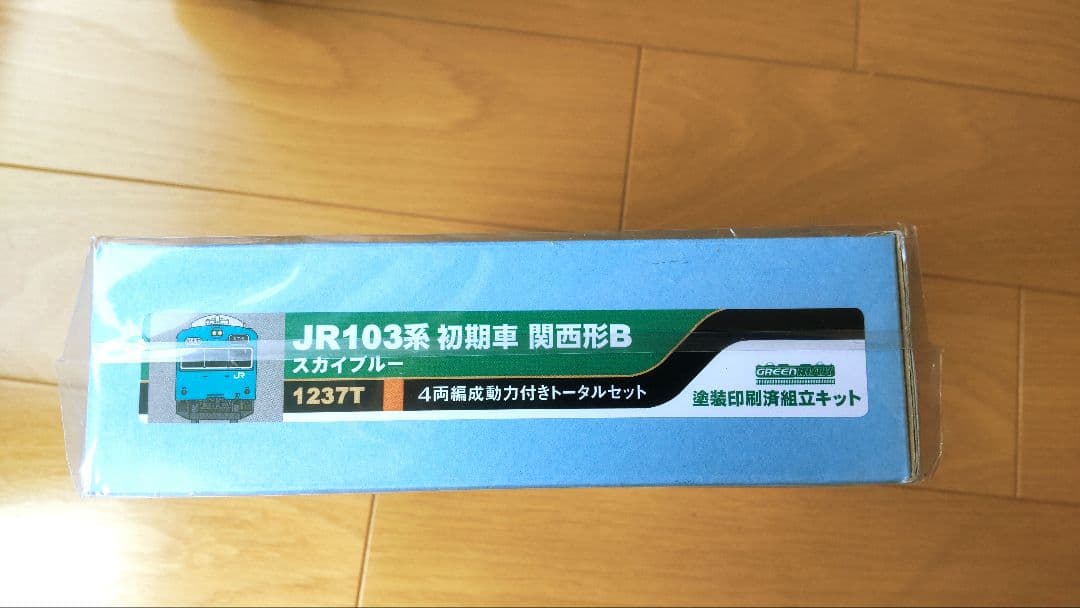 JR103系 初期車 関西形B
スカイブルー
1237T
4両編成動力付きトータルセット
GREENMAX
塗装印刷済組立キット
JR